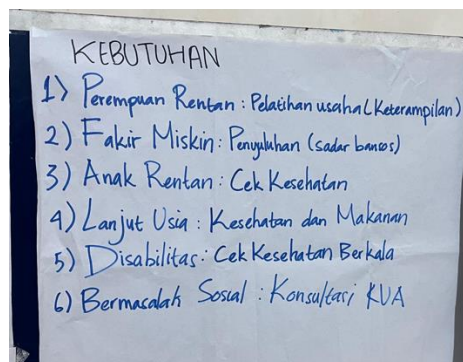 KEBUTUHAN
1) Perempuan Rentan : Pelatihan usaha (Keterampilan)
2) Fakir Miskin : Penyuluhan (sadar bansos)
3) Anak Rentan : Cek Kesehatan
4) Lanjut Usia : Kesehatan dan Makanan
5) Disabilitas : Cek Kesehatan Berkala
6) Bermasalah Sosial : Konsultasi KUA